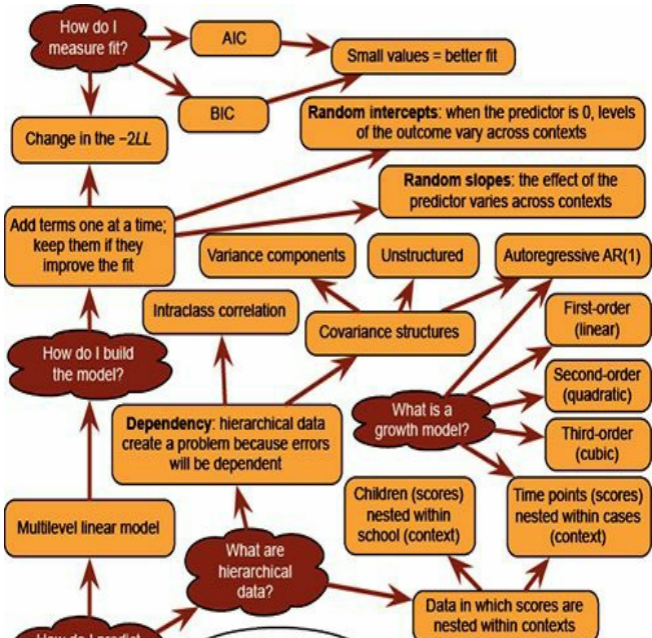 How do I
measure fit?
AIC
Small values = better fit
BIC
Change in the −2LL
Random intercepts: when the predictor is 0, levels
of the outcome vary across contexts
Random slopes: the effect of the
predictor varies across contexts
Add terms one at a time;
keep them if they
improve the fit
Variance components
Unstructured
Autoregressive AR(1)
Intraclass correlation
Covariance structures
First-order
(linear)
How do I build
the model?
Second-order
(quadratic)
Dependency: hierarchical data
create a problem because errors
will be dependent
What is a
growth model?
Third-order
(cubic)
Children (scores)
nested within
school (context)
Time points (scores)
nested within cases
(context)
Multilevel linear model
What are
hierarchical
data?
Data in which scores are
nested within contexts
How do I predict